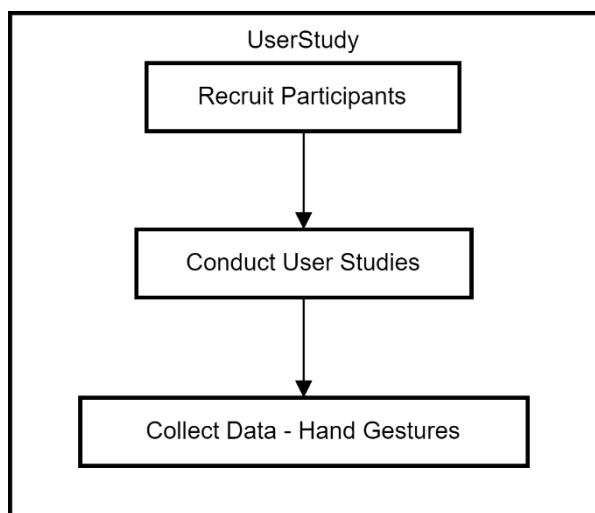 UserStudy
Recruit Participants
Conduct User Studies
Collect Data - Hand Gestures